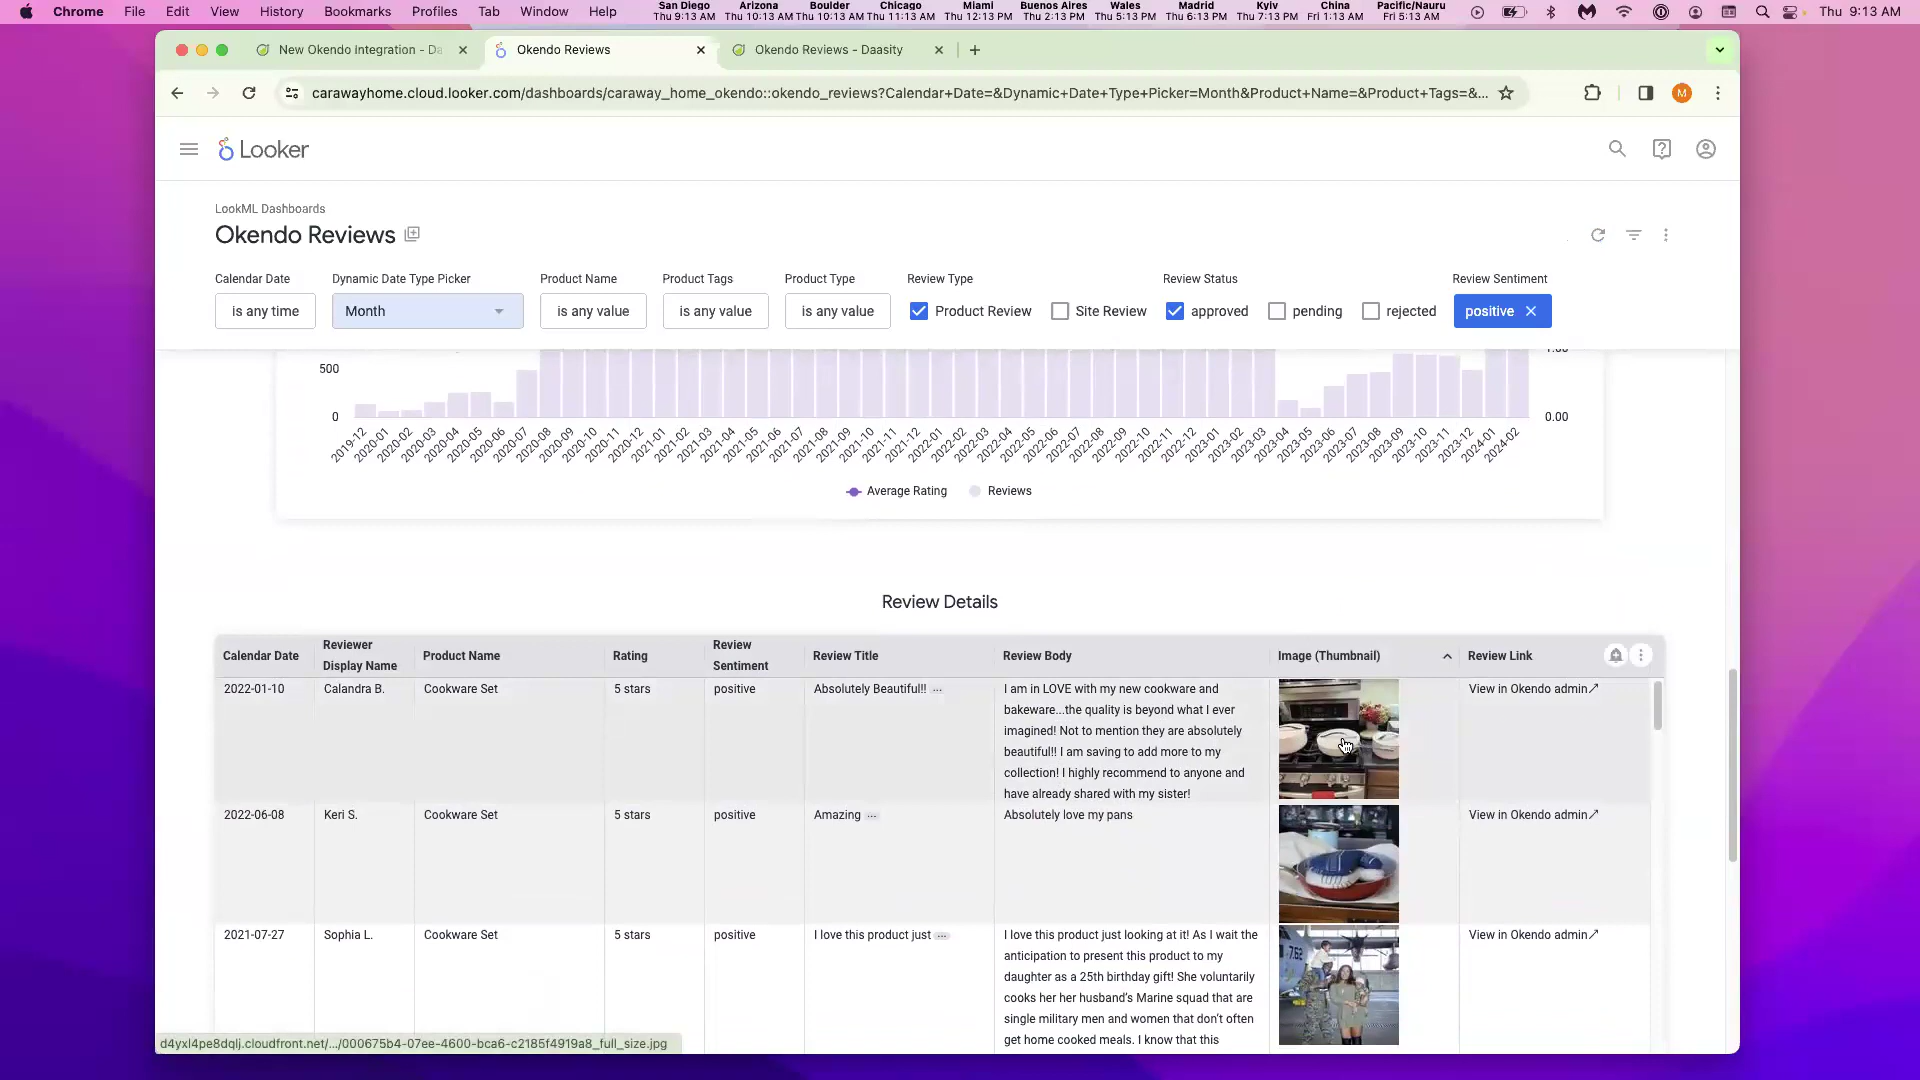 Chrome File Edit View History Bookmarks Profiles Tab Window Help
San Diego Arizona Boulder Chicago Miami Buenos Aires Wales Madrid Kyiv China Pacific/Nauru
Thu 9:13 AM Thu 10:13 AM Thu 10:13 AM Thu 11:13 AM Thu 12:13 PM Thu 2:13 PM Thu 5:13 PM Thu 6:13 PM Thu 7:13 PM Fri 1:13 AM Fri 5:13 AM
Thu 9:13 AM
New Okendo Integration - Da
Okendo Reviews
Okendo Reviews - Daasity
carawayhome.cloud.looker.com/dashboards/caraway_home_okendo::okendo_reviews?Calendar+Date=&Dynamic+Date+Type+Picker=Month&Product+Name=&Product+Tags=&...
M
Looker
LookML Dashboards
Okendo Reviews
Calendar Date Dynamic Date Type Picker Product Name Product Tags Product Type Review Type Review Status Review Sentiment
is any time Month is any value is any value is any value Product Review Site Review approved pending rejected positive
500
0 0.00
2019-12 2020-01 2020-02 2020-03 2020-04 2020-05 2020-06 2020-07 2020-08 2020-09 2020-10 2020-11 2020-12 2021-01 2021-02 2021-03 2021-04 2021-05 2021-06 2021-07 2021-08 2021-09 2021-10 2021-11 2021-12 2022-01 2022-02 2022-03 2022-04 2022-05 2022-06 2022-07 2022-08 2022-09 2022-10 2022-11 2022-12 2023-01 2023-02 2023-03 2023-04 2023-05 2023-06 2023-07 2023-08 2023-09 2023-10 2023-11 2023-12 2024-01 2024-02
Average Rating Reviews
Review Details
Calendar Date Reviewer Display Name Product Name Rating Review Sentiment Review Title Review Body Image (Thumbnail) Review Link
2022-01-10 Calandra B. Cookware Set 5 stars positive Absolutely Beautiful!! ... I am in LOVE with my new cookware and View in Okendo admin↗
bakeware...the quality is beyond what I ever
imagined! Not to mention they are absolutely
beautiful!! I am saving to add more to my
collection! I highly recommend to anyone and
have already shared with my sister!
2022-06-08 Keri S. Cookware Set 5 stars positive Amazing ... Absolutely love my pans View in Okendo admin↗
2021-07-27 Sophia L. Cookware Set 5 stars positive I love this product just ... I love this product just looking at it! As I wait the View in Okendo admin↗
anticipation to present this product to my
daughter as a 25th birthday gift! She voluntarily
cooks her her husband's Marine squad that are
single military men and women that don't often
get home cooked meals. I know that this
d4yxl4pe8dqlj.cloudfront.net/.../000675b4-07ee-4600-bca6-c2185f4919a8_full_size.jpg